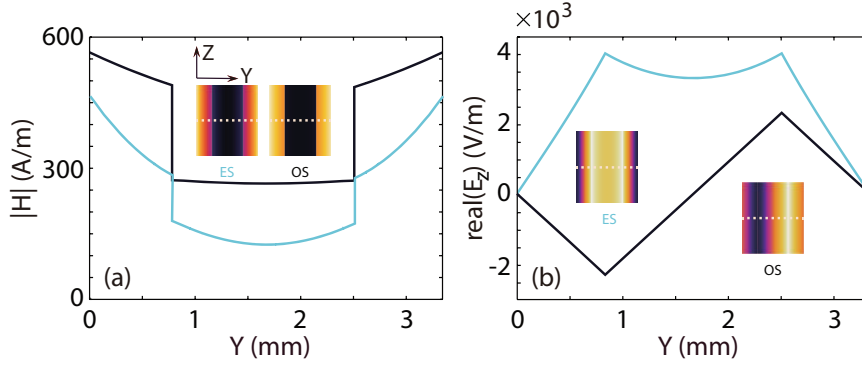 600
300
0
|H| (A/m)
Z
Y
ES
OS
(a)
0
1
2
3
Y (mm)
×10³
4
2
0
-2
real(E_z) (V/m)
ES
OS
(b)
0
1
2
3
Y (mm)